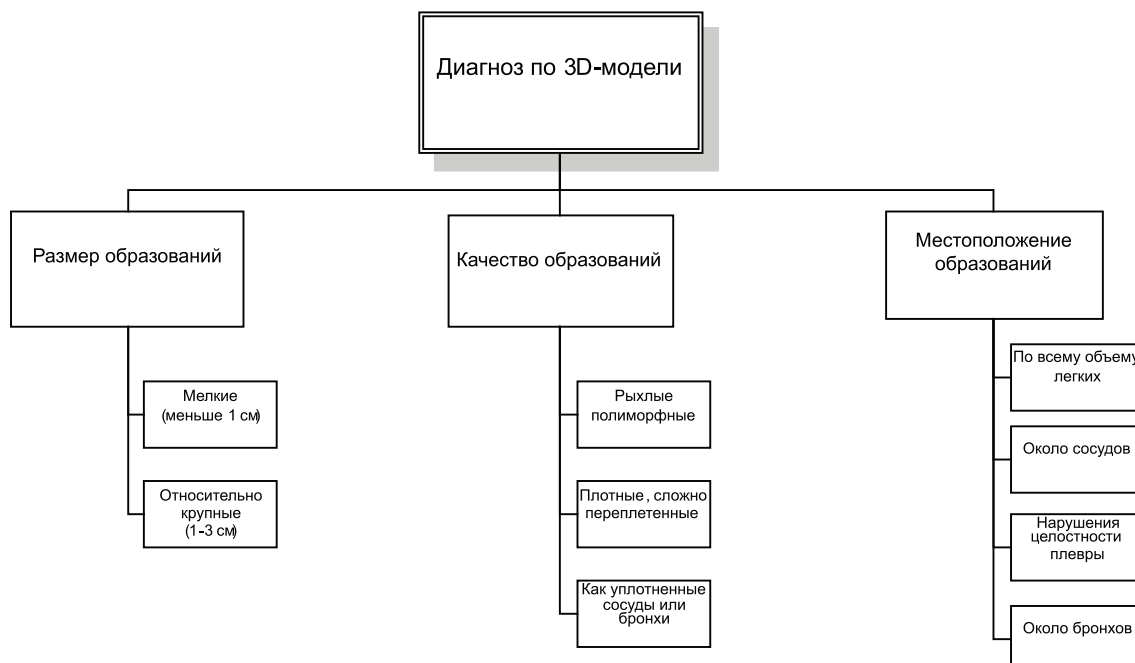 Диагноз по 3D-модели
Размер образований
Мелкие
(меньше 1 см)
Относительно
крупные
(1-3 см)
Качество образований
Рыхлые
полиморфные
Плотные, сложно
переплетенные
Как уплотненные
сосуды или
бронхи
Местоположение
образований
По всему объему
легких
Около сосудов
Нарушения
целостности
плевры
Около бронхов